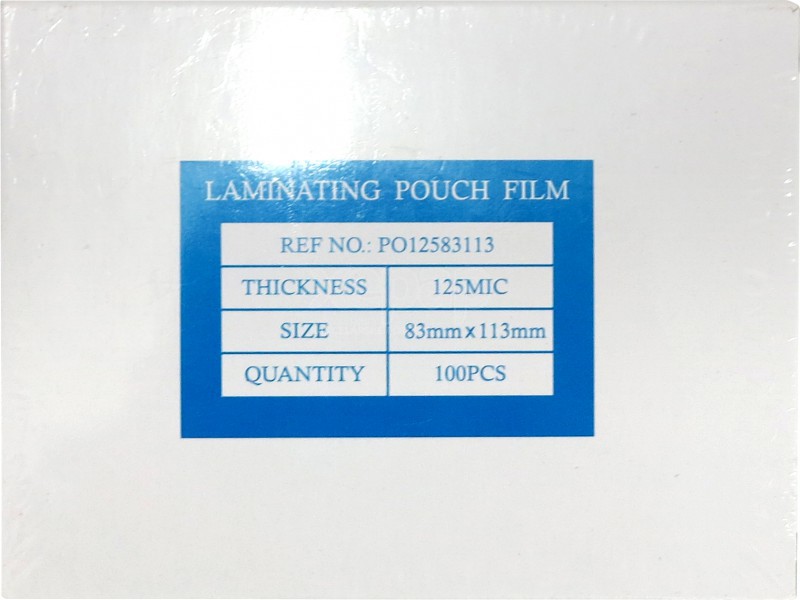 LAMINATING POUCH FILM
REF NO.: PO12583113
THICKNESS 125MIC
SIZE 83mm×113mm
QUANTITY 100PCS